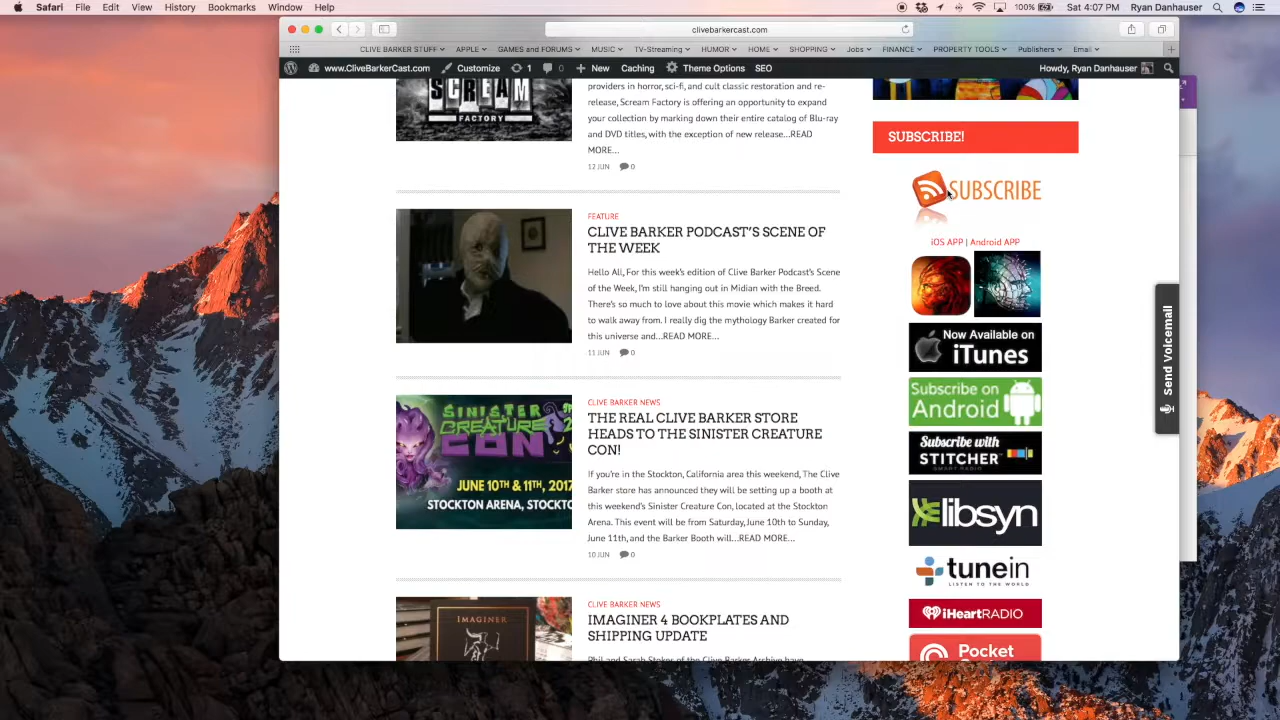 Safari File Edit View History Bookmarks Window Help
100% Sat 4:07 PM Ryan Danhauser
clivebarkercast.com
CLIVE BARKER STUFF APPLE GAMES and FORUMS MUSIC TV-Streaming HUMOR HOME SHOPPING Jobs FINANCE PROPERTY TOOLS Publishers Email
www.CliveBarkerCast.com Customize 1 0 New Caching Theme Options SEO Howdy, Ryan Danhauser
SCREAM
FACTORY
providers in horror, sci-fi, and cult classic restoration and re-
release, Scream Factory is offering an opportunity to expand
your collection by marking down their entire catalog of Blu-ray
and DVD titles, with the exception of new release...READ
MORE...
12 JUN 0
FEATURE
CLIVE BARKER PODCAST'S SCENE OF
THE WEEK
Hello All, For this week's edition of Clive Barker Podcast's Scene
of the Week, I'm still hanging out in Midian with the Breed.
There's so much to love about this movie which makes it hard
to walk away from. I really dig the mythology Barker created for
this universe and...READ MORE...
11 JUN 0
SINISTER
CREATURE
CON
JUNE 10TH & 11TH, 2017
STOCKTON ARENA, STOCKTO
CLIVE BARKER NEWS
THE REAL CLIVE BARKER STORE
HEADS TO THE SINISTER CREATURE
CON!
If you're in the Stockton, California area this weekend, The Clive
Barker store has announced they will be setting up a booth at
this weekend's Sinister Creature Con, located at the Stockton
Arena. This event will be from Saturday, June 10th to Sunday,
June 11th, and the Barker Booth will...READ MORE...
10 JUN 0
IMAGINER
CLIVE BARKER NEWS
IMAGINER 4 BOOKPLATES AND
SHIPPING UPDATE
Phil and Sarah Stokes of the Clive Barker Archive have
SUBSCRIBE!
SUBSCRIBE
iOS APP | Android APP
Now Available on
iTunes
Subscribe on
Android
Subscribe with
STITCHER
SMART RADIO
libsyn
tunein
LISTEN TO THE WORLD
iHeartRADIO
Pocket
Send Voicemail